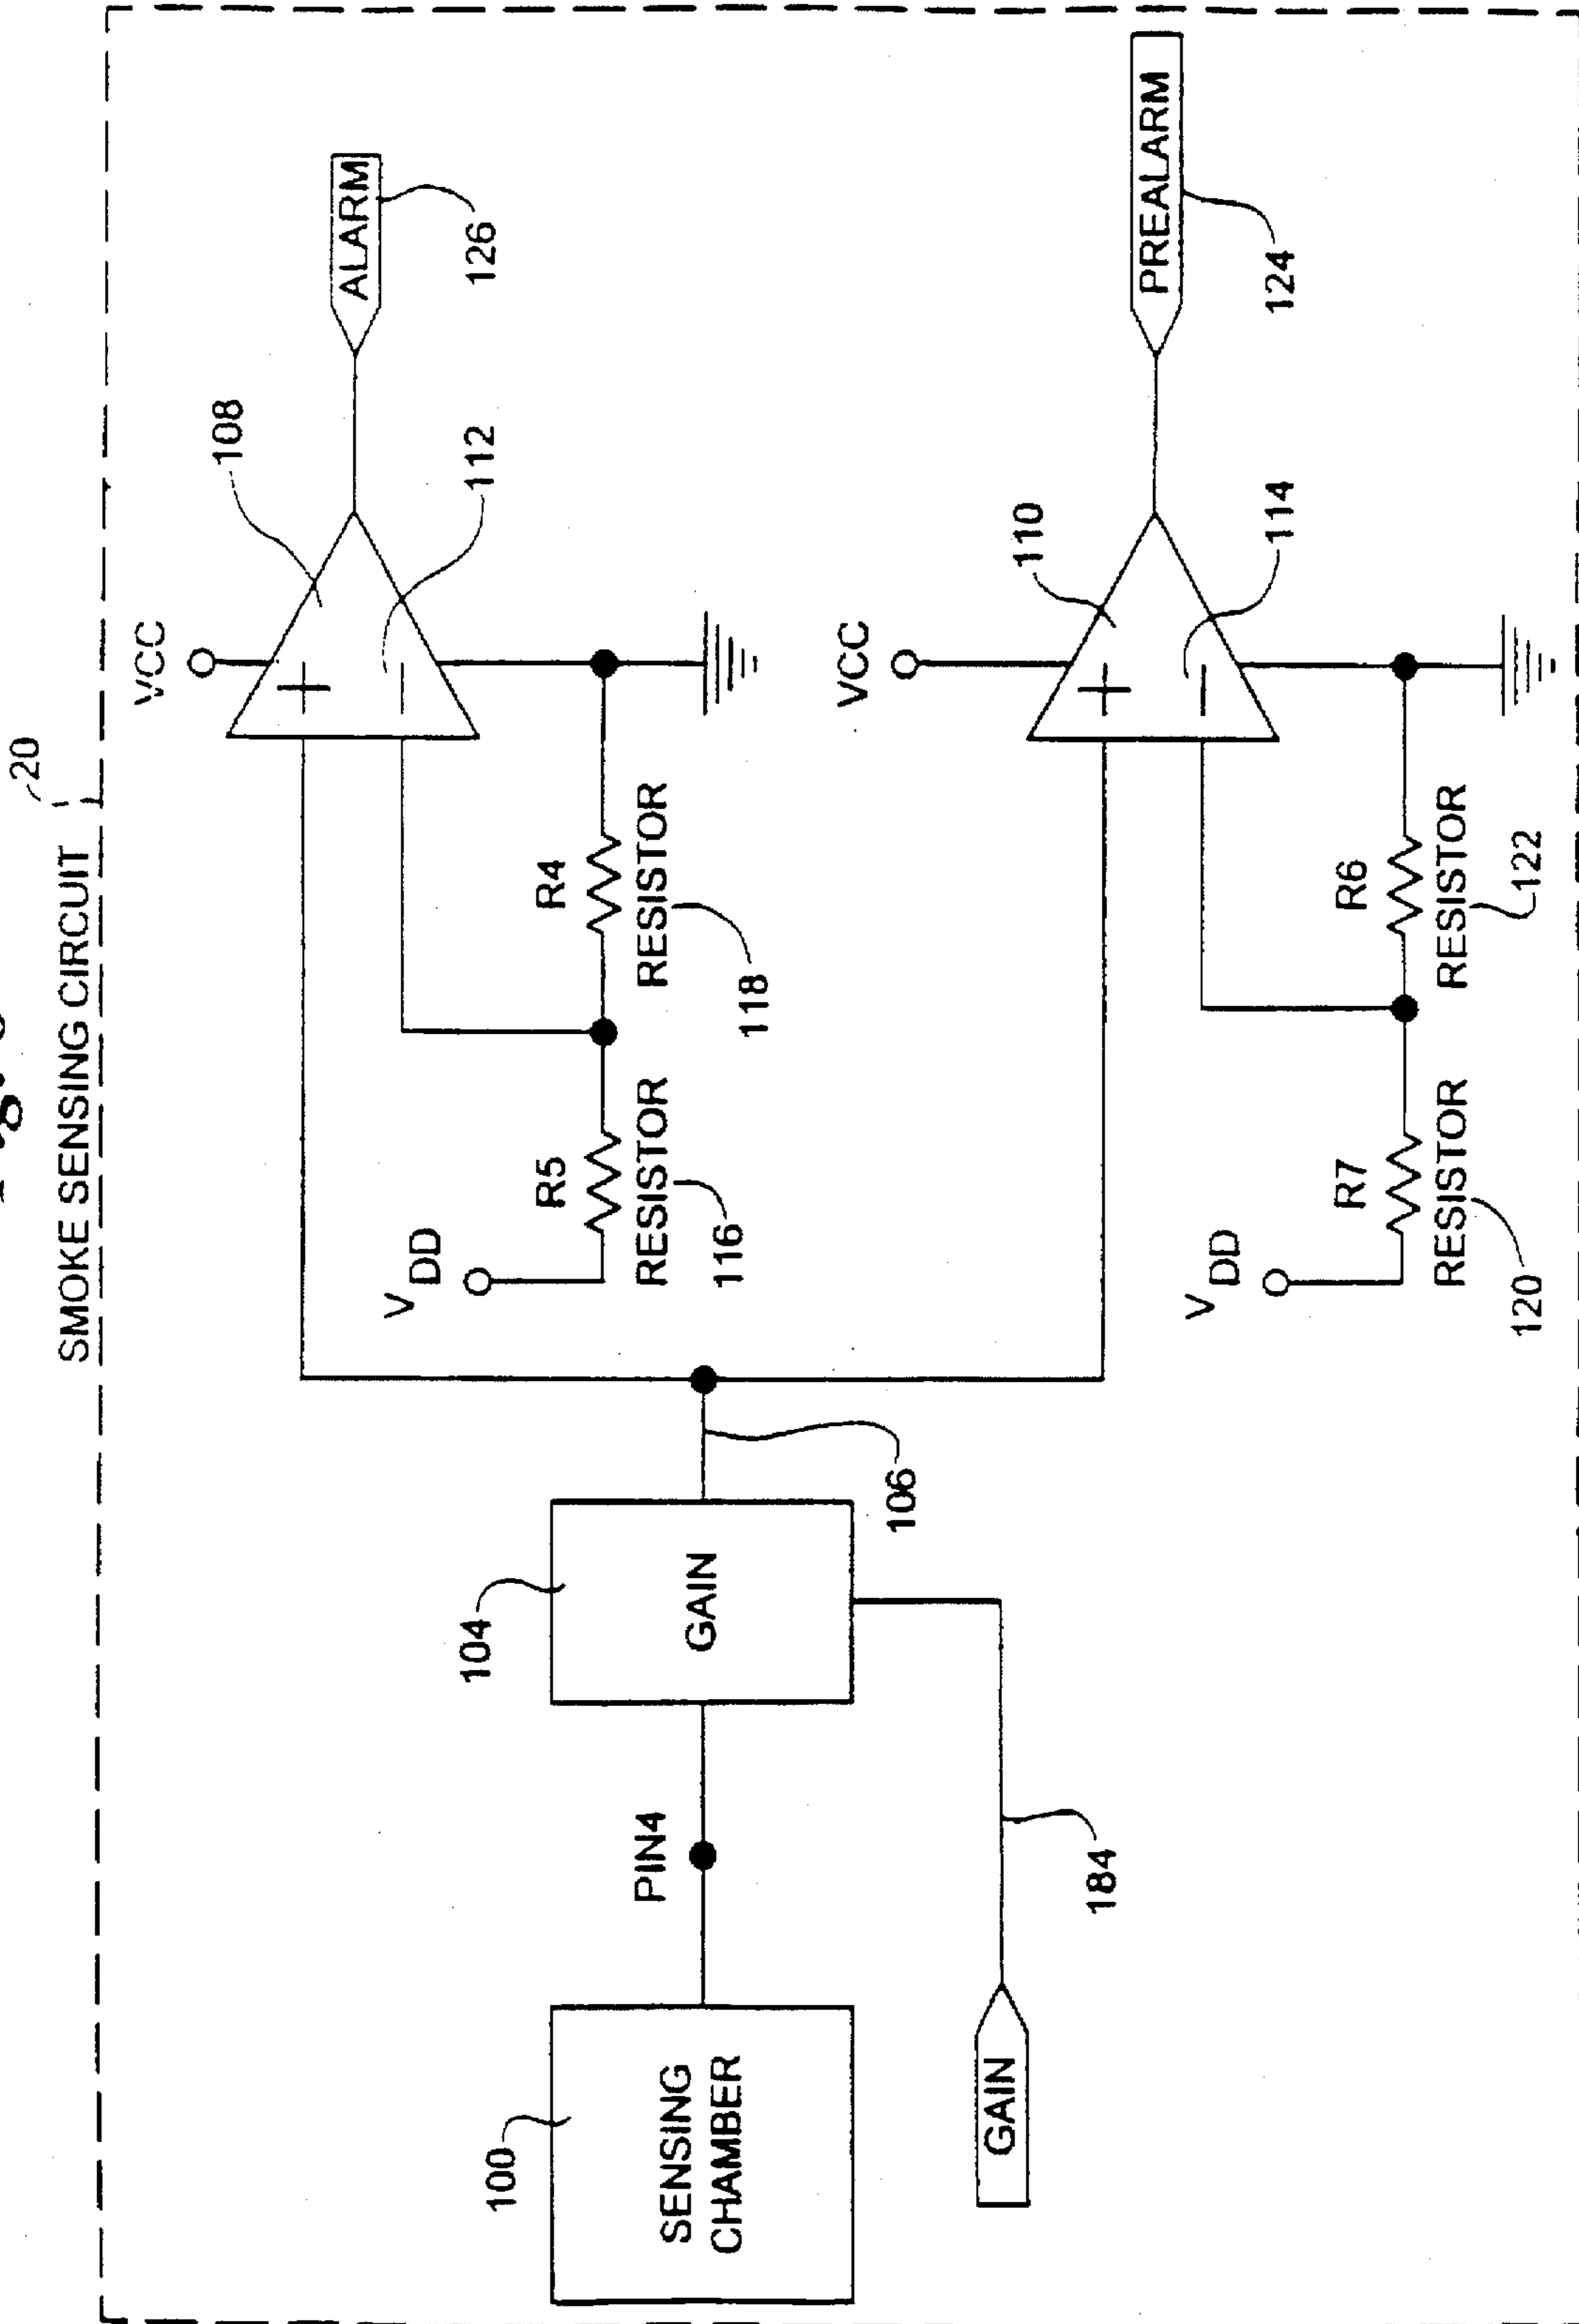 SMOKE SENSING CIRCUIT
20
VCC
108
ALARM
126
112
R5
R4
V
DD
RESISTOR
RESISTOR
116
118
100
SENSING
CHAMBER
PIN4
104
GAIN
106
GAIN
184
VCC
110
PREALARM
124
114
R7
R6
V
DD
RESISTOR
RESISTOR
120
122